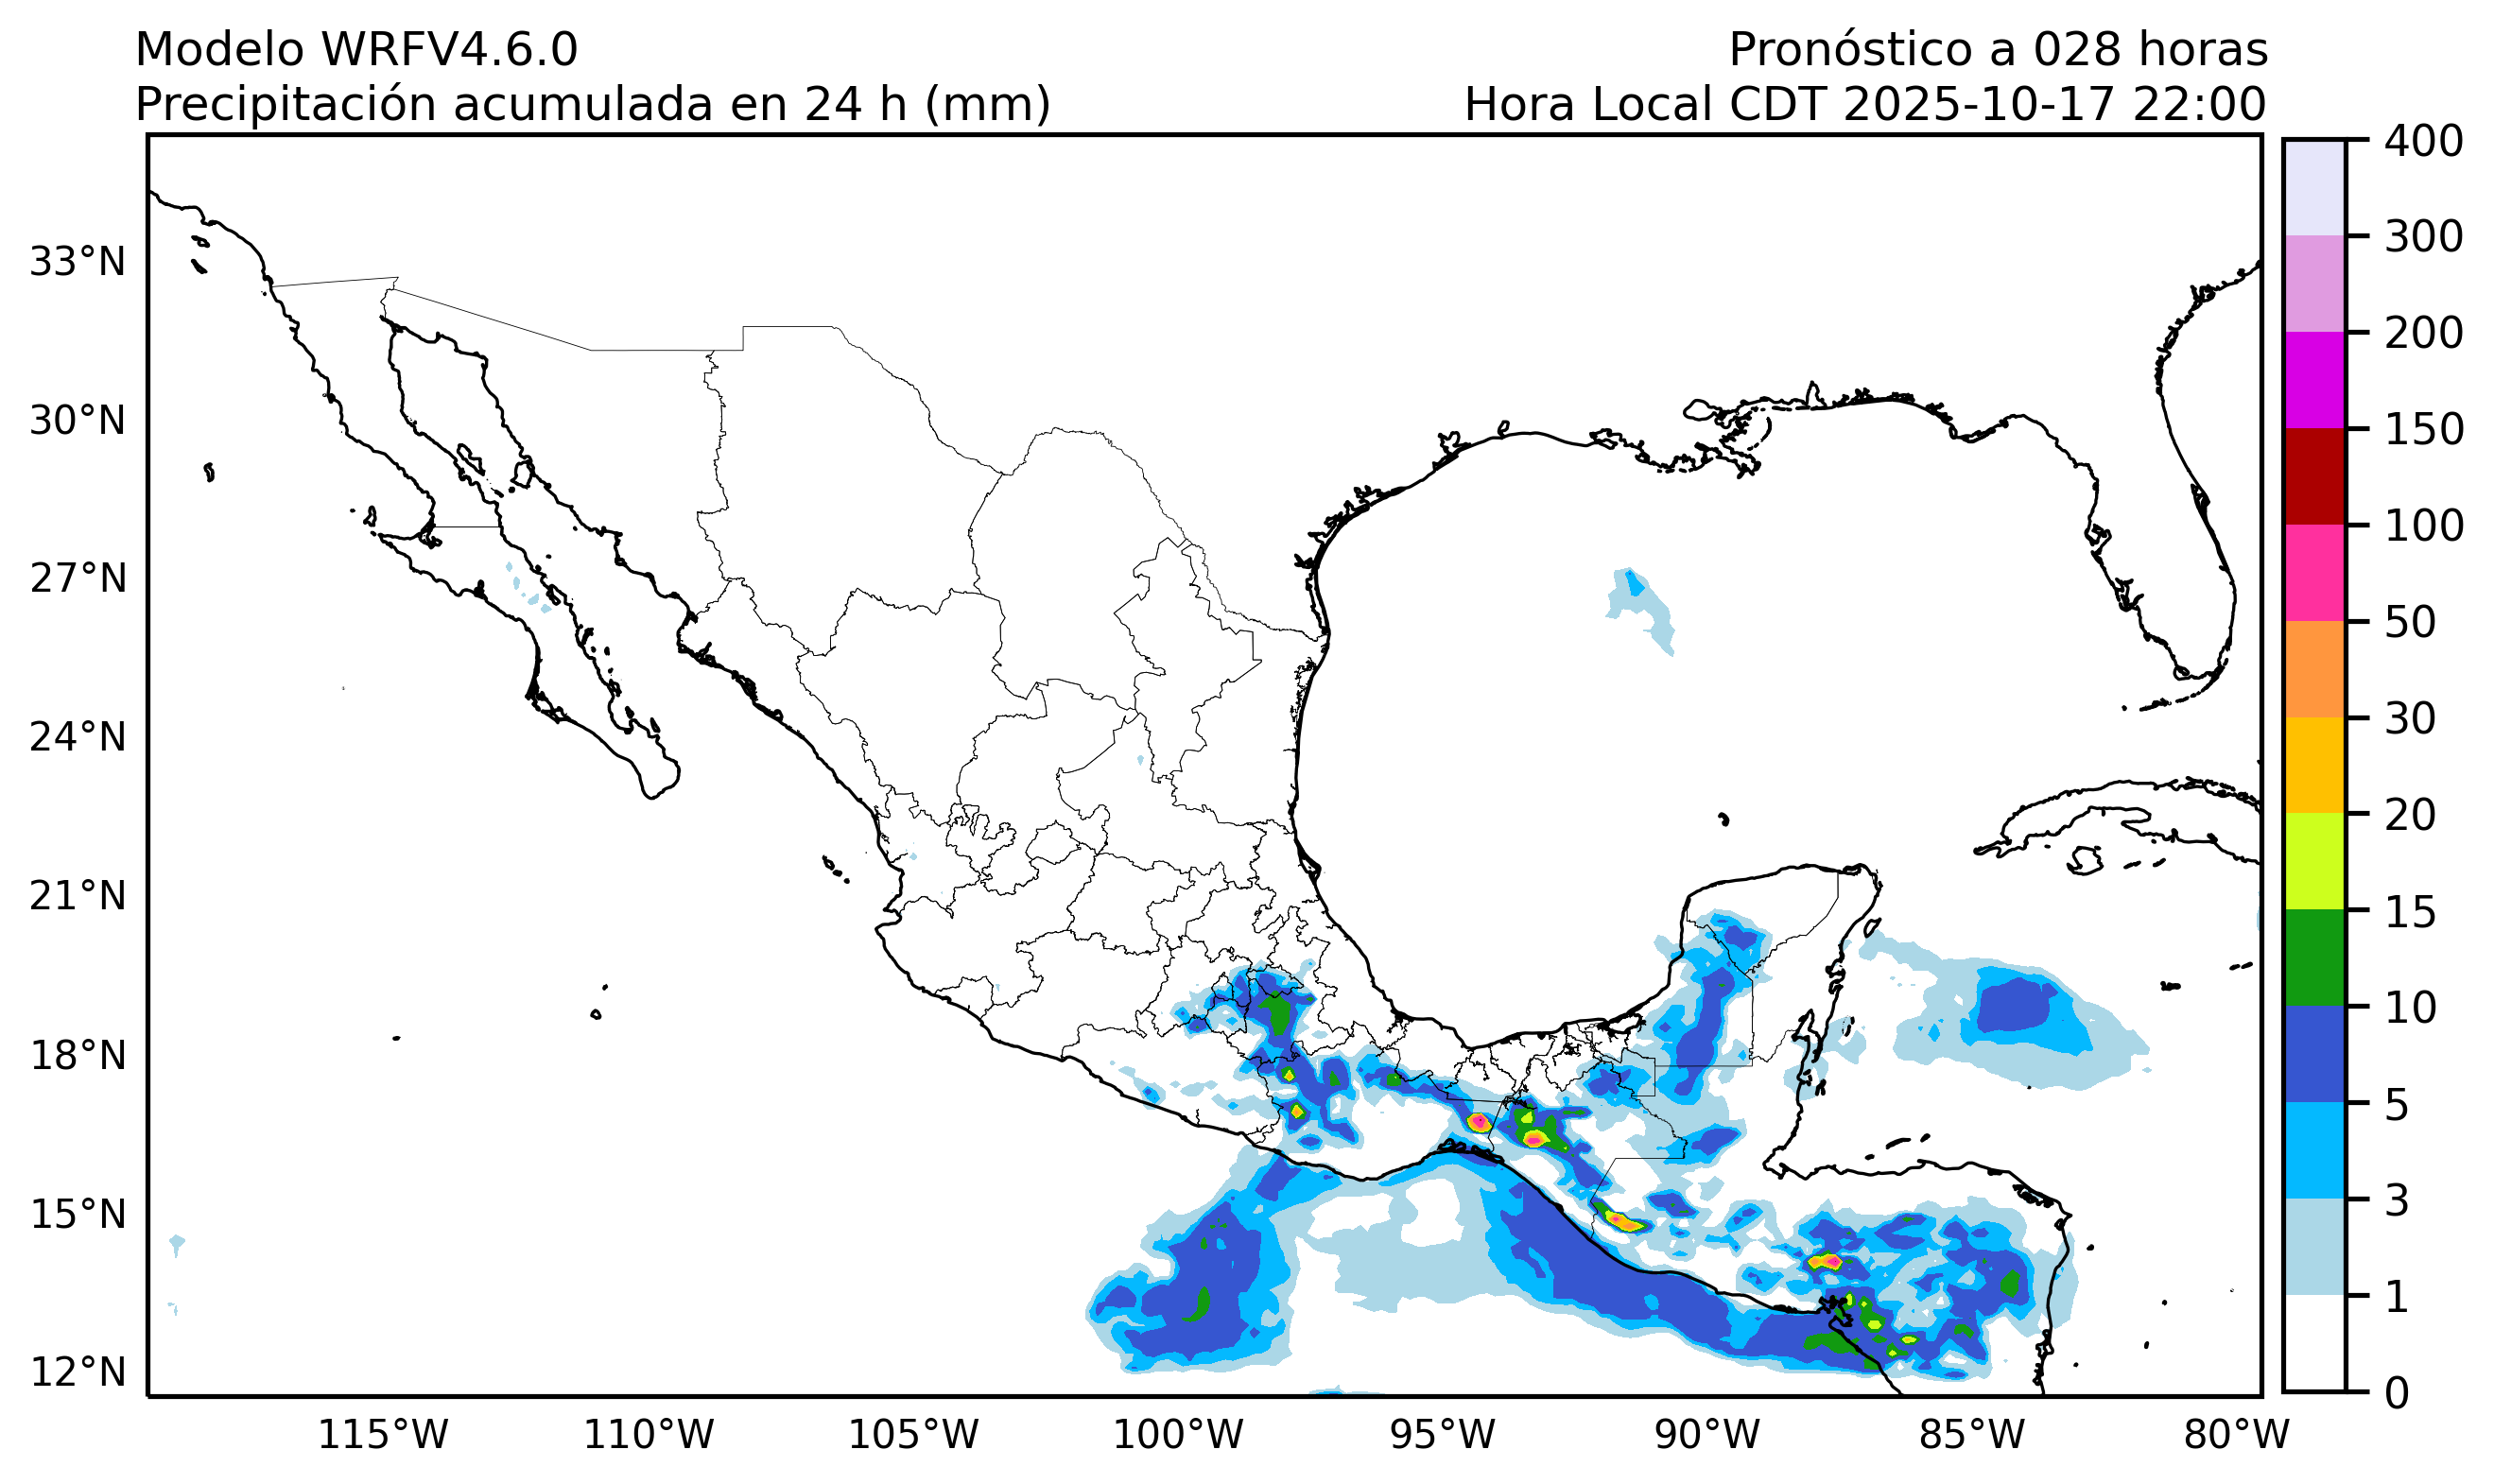 Modelo WRFV4.6.0
Pronóstico a 028 horas
Precipitación acumulada en 24 h (mm)
Hora Local CDT 2025-10-17 22:00
33°N
30°N
27°N
24°N
21°N
18°N
15°N
12°N
115°W
110°W
105°W
100°W
95°W
90°W
85°W
80°W
400
300
200
150
100
50
30
20
15
10
5
3
1
0